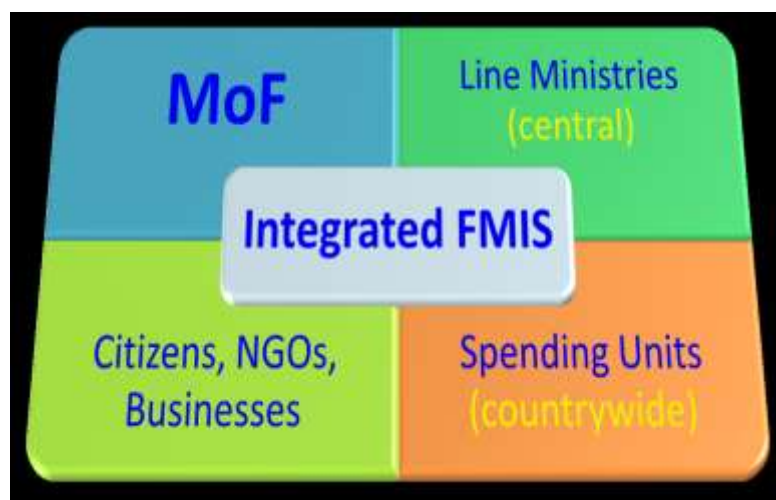 MoF
Line Ministries
(central)
Integrated FMIS
Citizens, NGOs,
Businesses
Spending Units
(countrywide)